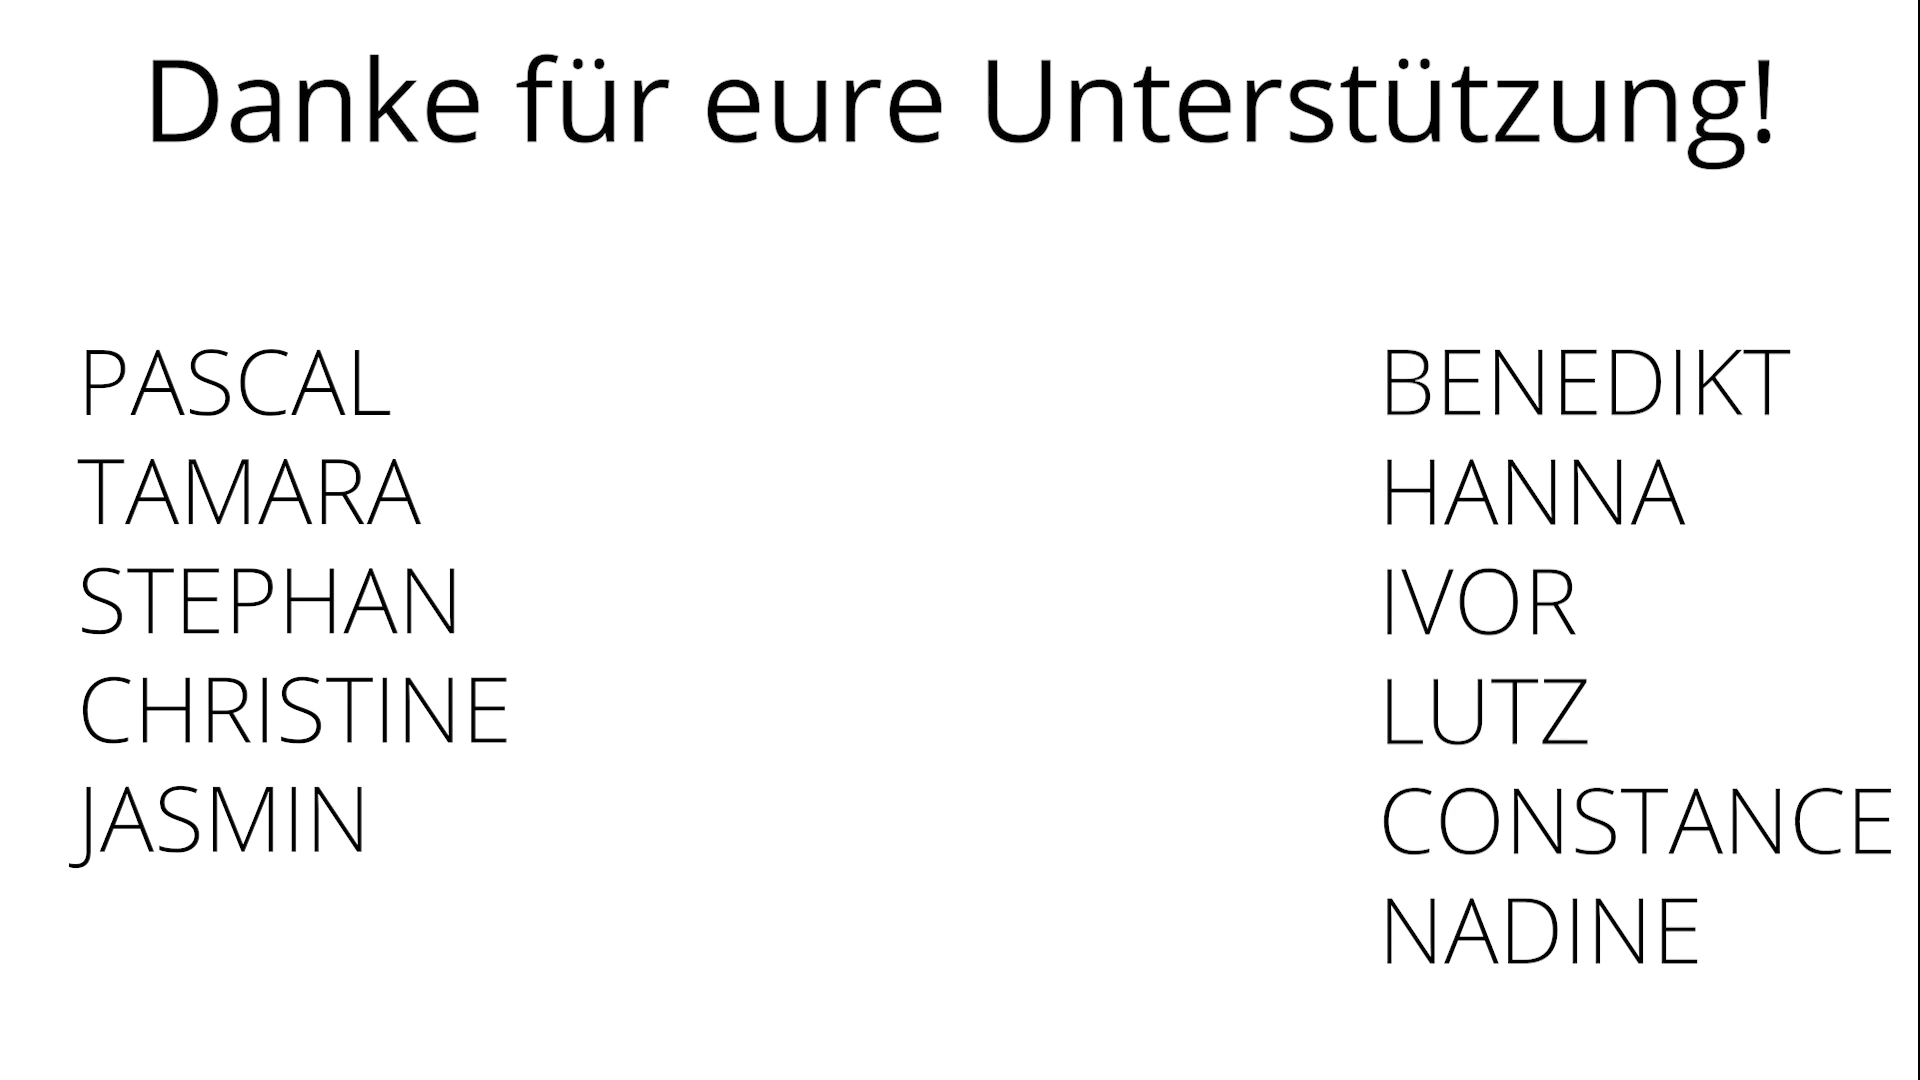 Danke für eure Unterstützung!
PASCAL
TAMARA
STEPHAN
CHRISTINE
JASMIN
BENEDIKT
HANNA
IVOR
LUTZ
CONSTANCE
NADINE